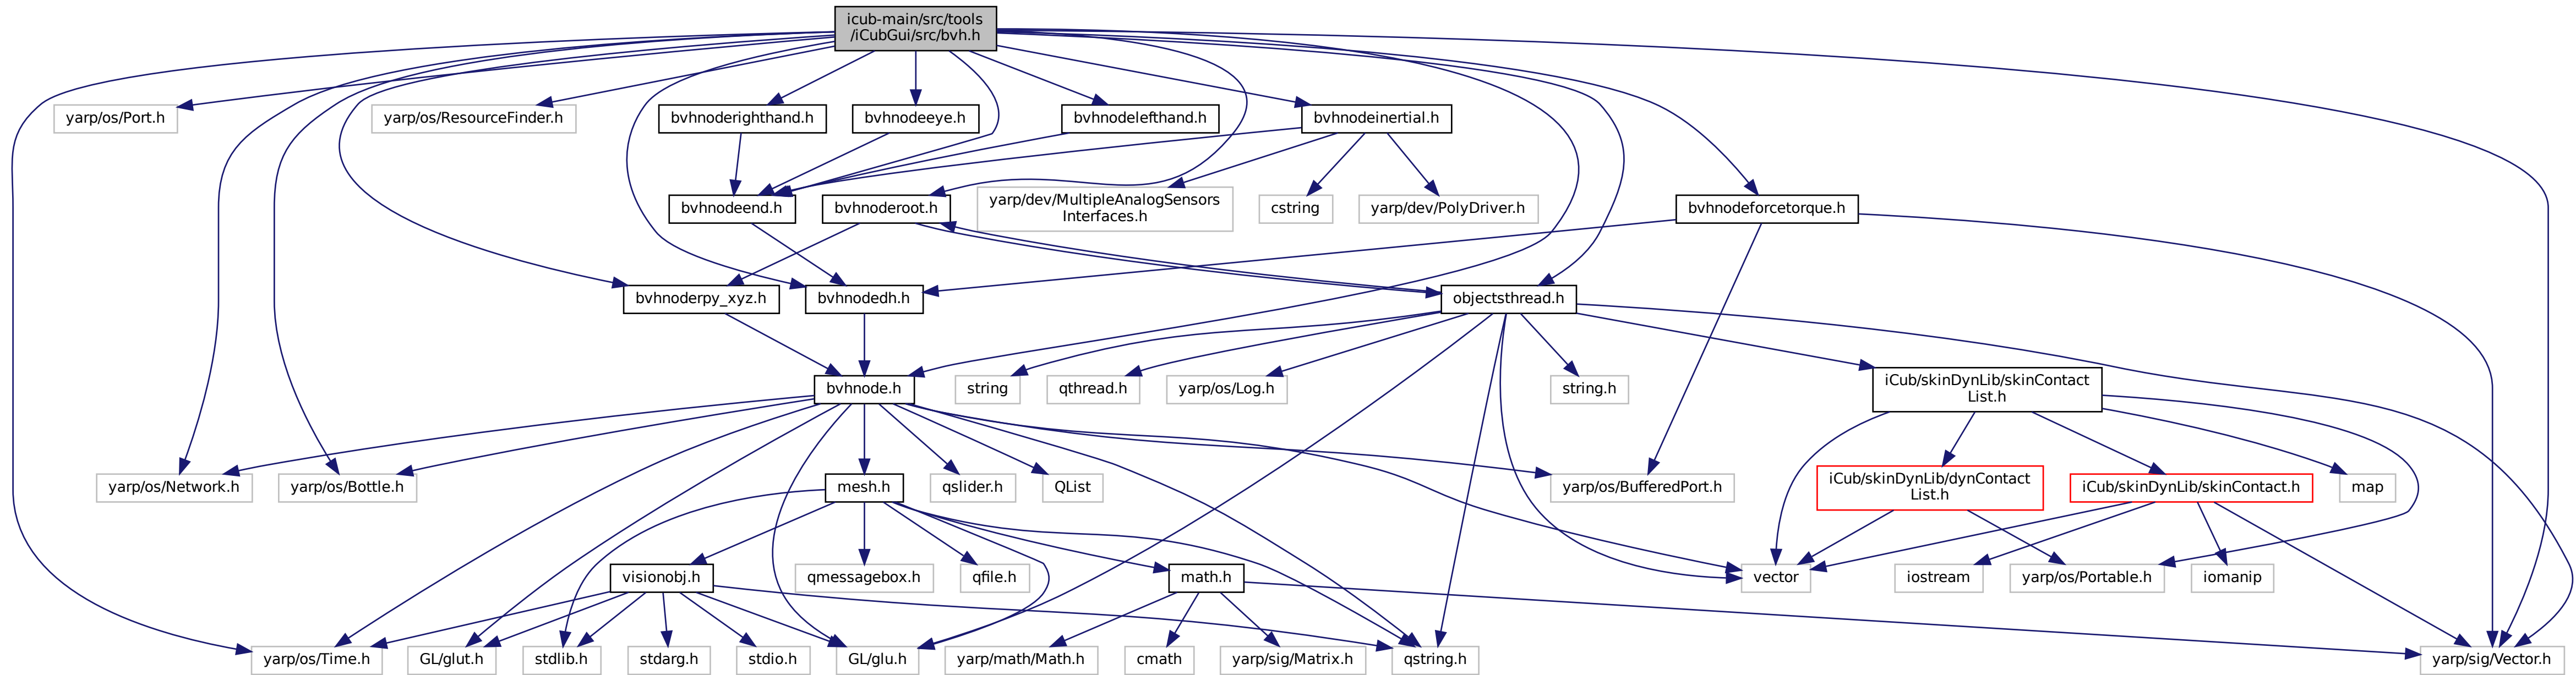 icub-main/src/tools
/iCubGui/src/bvh.h
yarp/os/Port.h
yarp/os/ResourceFinder.h
bvhnoderighthand.h
bvhnodeeye.h
bvhnodelefthand.h
bvhnodeinertial.h
bvhnodeend.h
bvhnoderoot.h
yarp/dev/MultipleAnalogSensors
Interfaces.h
cstring
yarp/dev/PolyDriver.h
bvhnodeforcetorque.h
bvhnoderpy_xyz.h
bvhnodedh.h
objectsthread.h
bvhnode.h
string
qthread.h
yarp/os/Log.h
string.h
iCub/skinDynLib/skinContact
List.h
yarp/os/Network.h
yarp/os/Bottle.h
mesh.h
qslider.h
QList
yarp/os/BufferedPort.h
iCub/skinDynLib/dynContact
List.h
iCub/skinDynLib/skinContact.h
map
visionobj.h
qmessagebox.h
qfile.h
math.h
vector
iostream
yarp/os/Portable.h
iomanip
yarp/os/Time.h
GL/glut.h
stdlib.h
stdarg.h
stdio.h
GL/glu.h
yarp/math/Math.h
cmath
yarp/sig/Matrix.h
qstring.h
yarp/sig/Vector.h